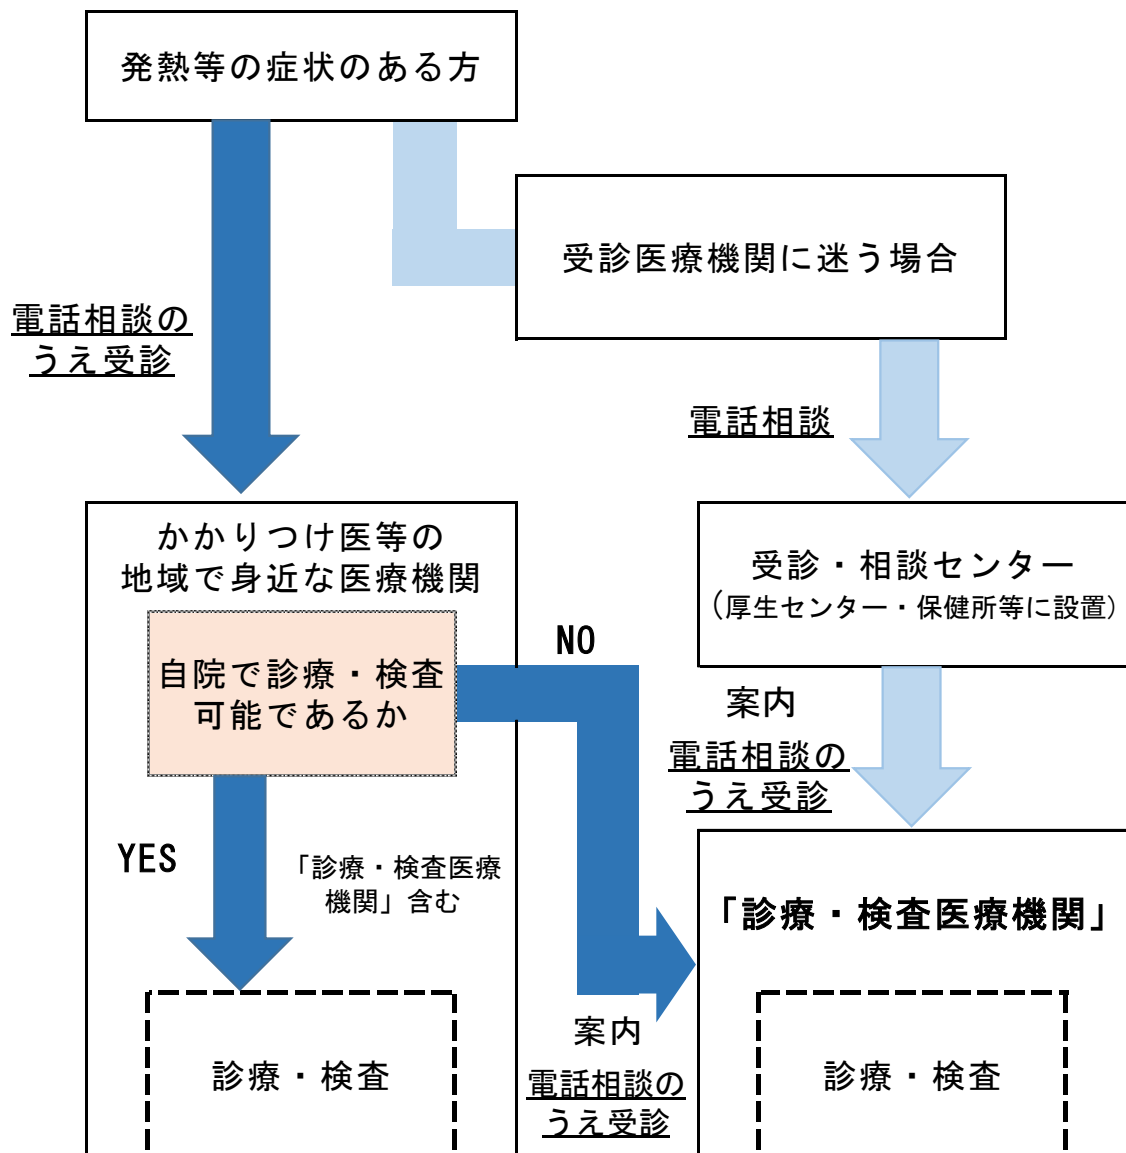 発熱等の症状のある方
受診医療機関に迷う場合
電話相談の
うえ受診
電話相談
かかりつけ医等の
地域で身近な医療機関
受診・相談センター
(厚生センター・保健所等に設置)
自院で診療・検査
可能であるか
NO
案内
電話相談の
うえ受診
YES
「診療・検査医療
機関」含む
「診療・検査医療機関」
案内
電話相談の
うえ受診
診療・検査
診療・検査